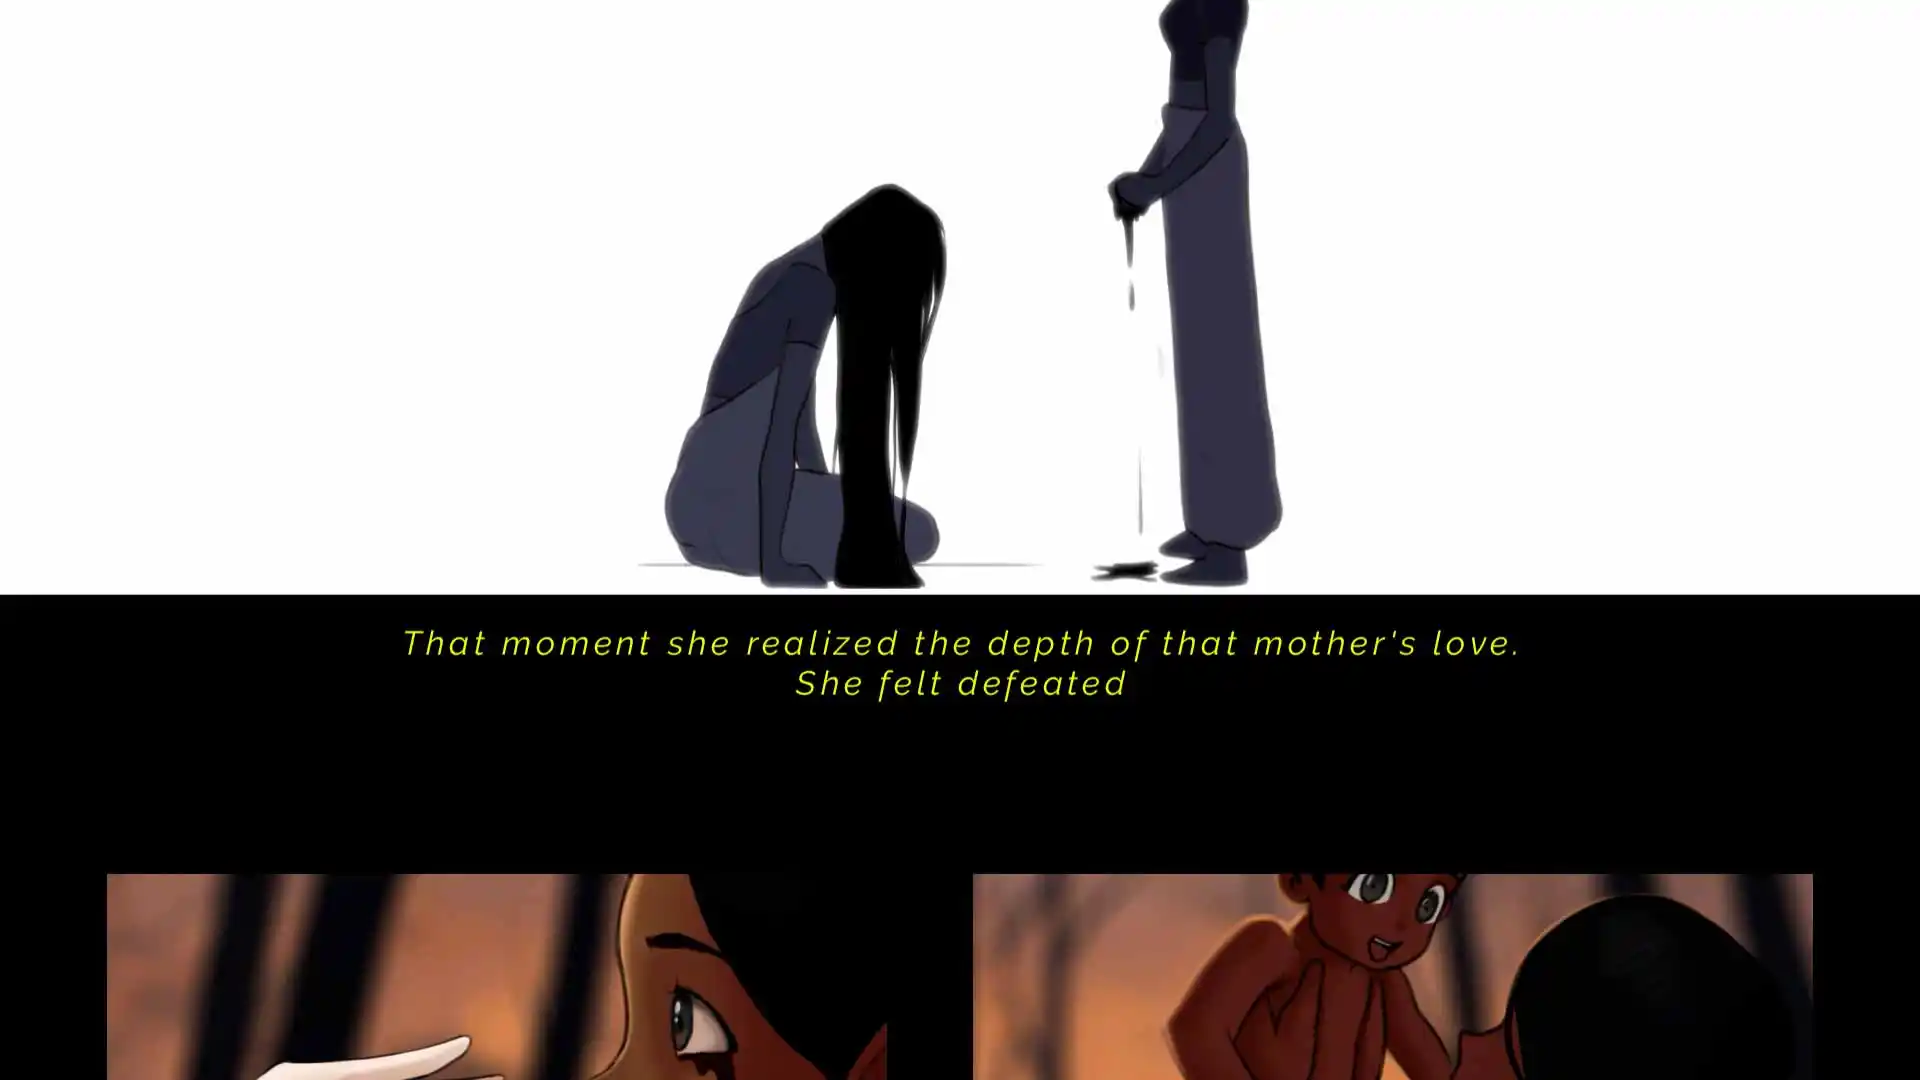 That moment she realized the depth of that mother's love.
She felt defeated